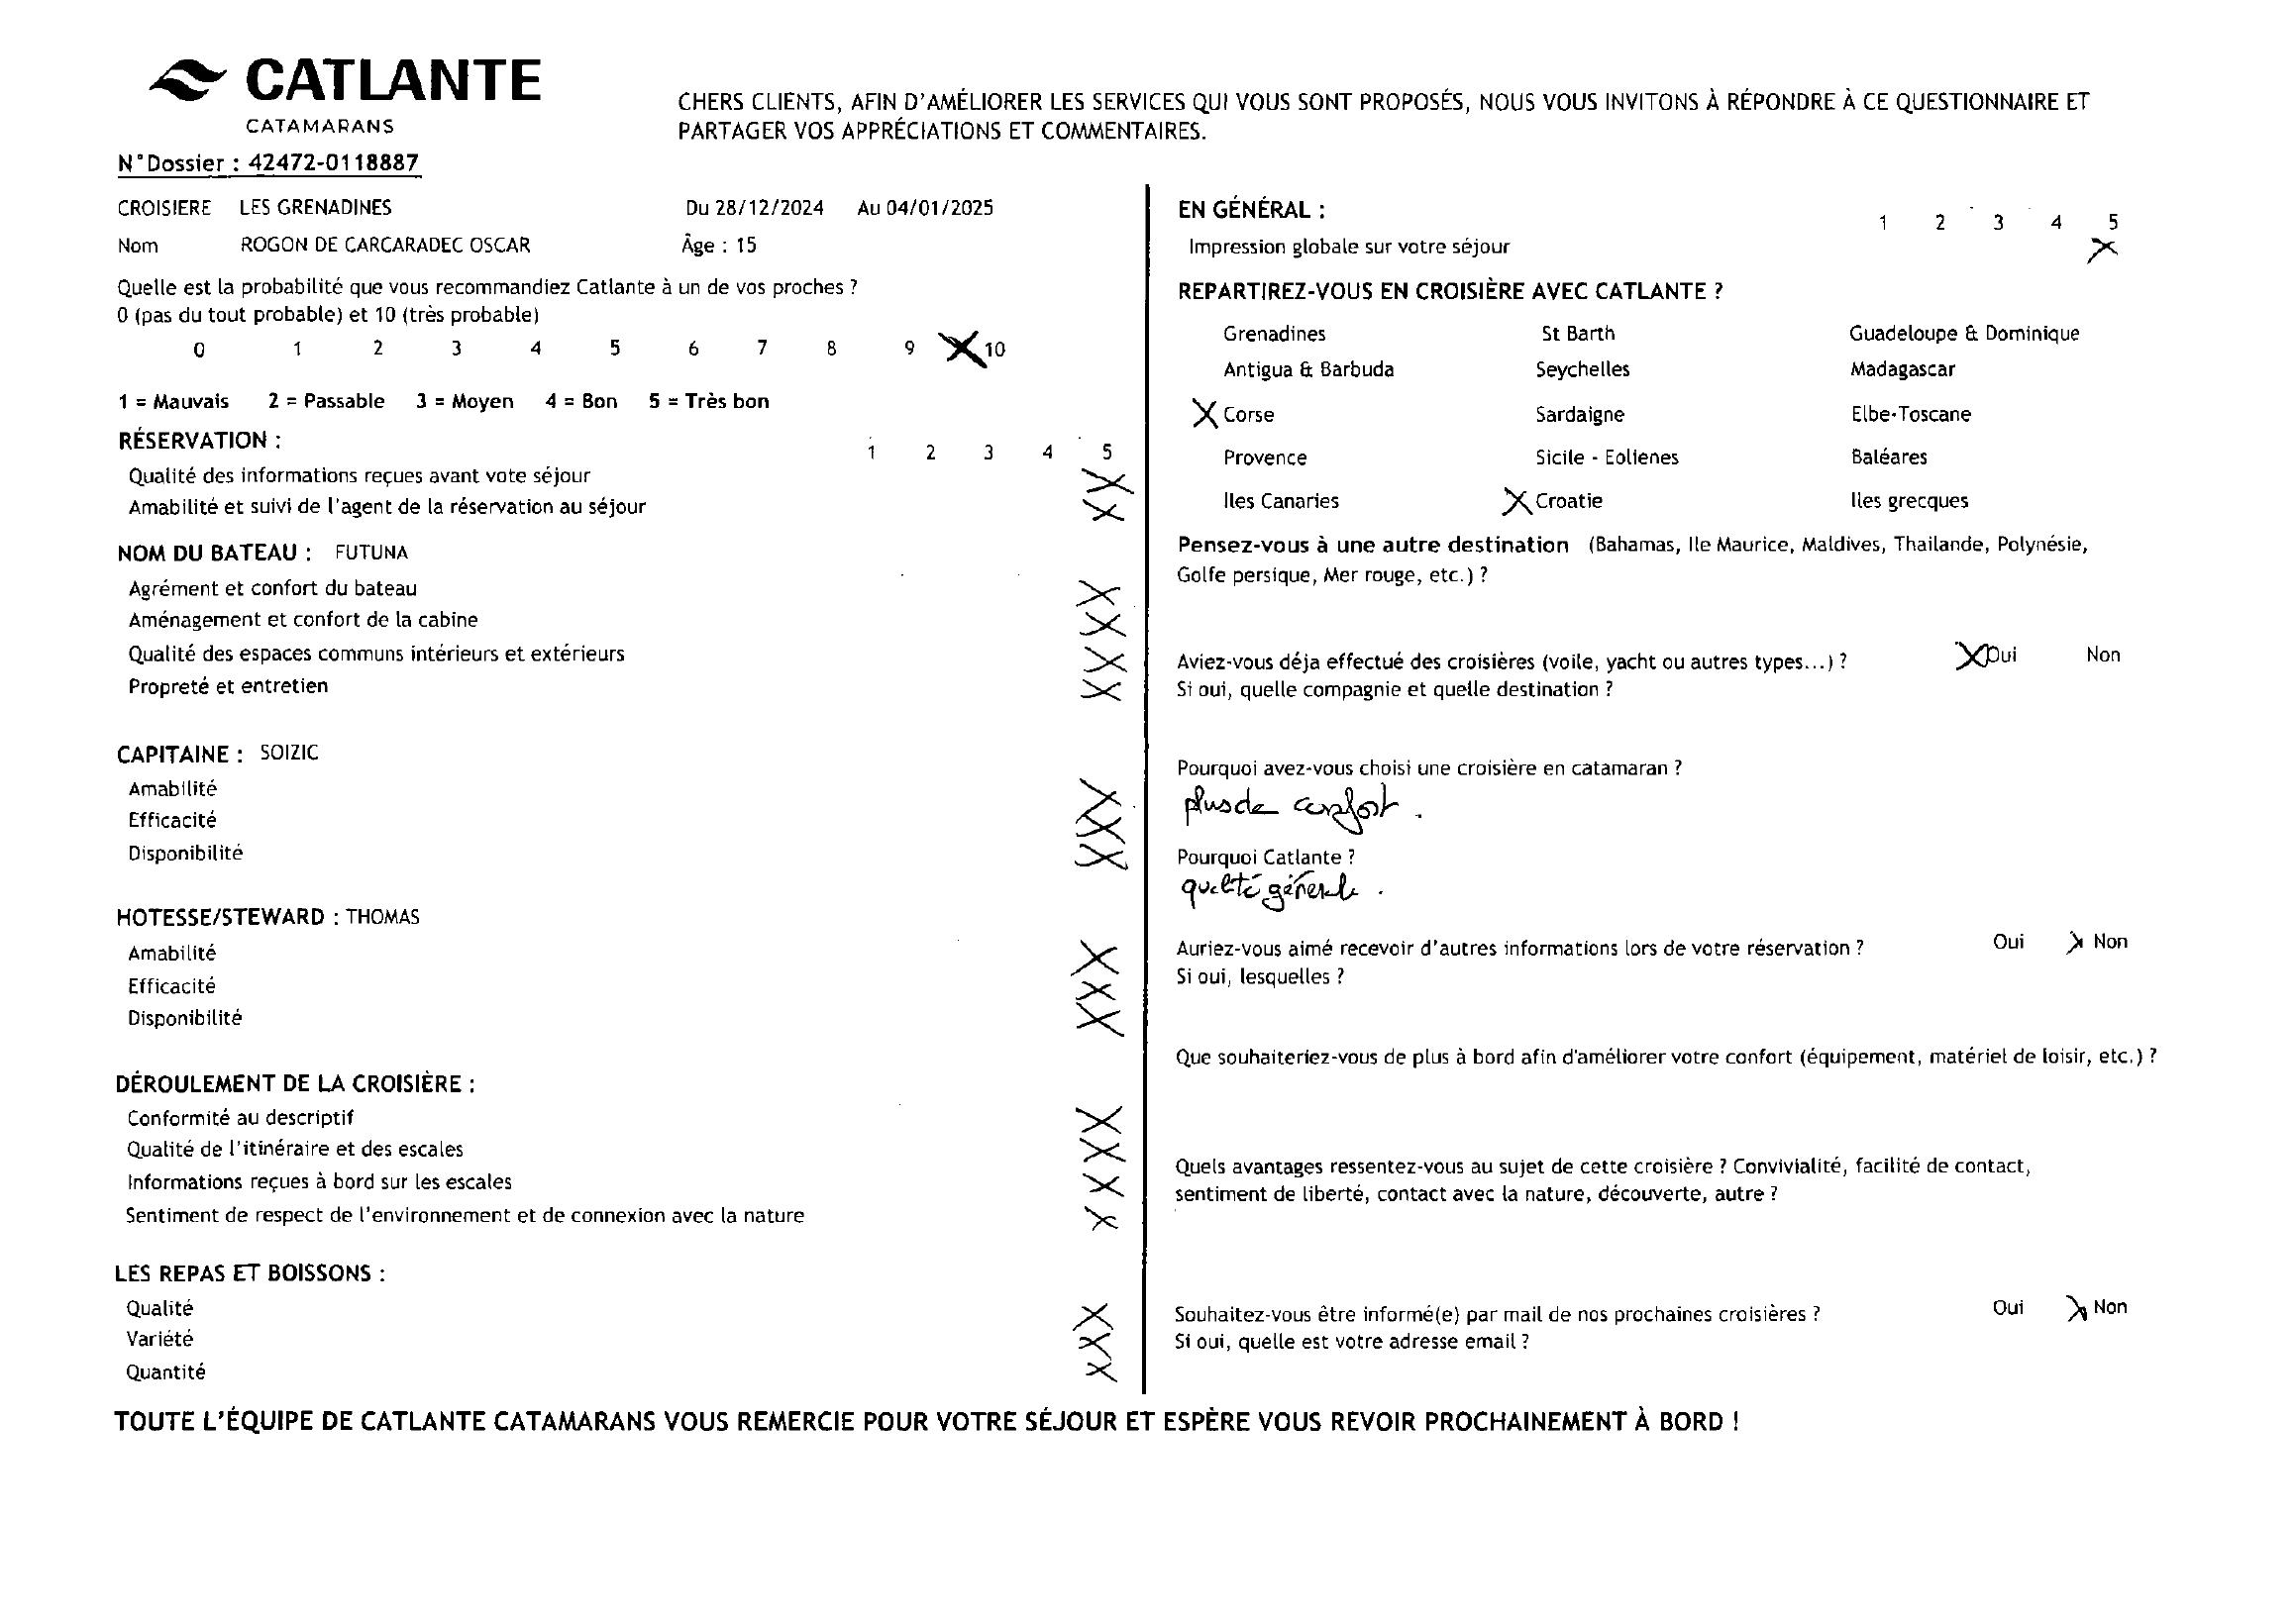 CATLANTE
CATAMARANS
CHERS CLIENTS, AFIN D'AMÉLIORER LES SERVICES QUI VOUS SONT PROPOSÉS, NOUS VOUS INVITONS À RÉPONDRE À CE QUESTIONNAIRE ET
PARTAGER VOS APPRÉCIATIONS ET COMMENTAIRES.
N°Dossier : 42472-0118887
CROISIERE LES GRENADINES Du 28/12/2024 Au 04/01/2025
Nom ROGON DE CARCARADEC OSCAR Âge : 15
Quelle est la probabilité que vous recommandiez Catlante à un de vos proches ?
0 (pas du tout probable) et 10 (très probable)
0 1 2 3 4 5 6 7 8 9 X 10
1 = Mauvais 2 = Passable 3 = Moyen 4 = Bon 5 = Très bon
RÉSERVATION :
1 2 3 4 5
Qualité des informations reçues avant vote séjour X
Amabilité et suivi de l'agent de la réservation au séjour X
NOM DU BATEAU : FUTUNA
Agrément et confort du bateau X
Aménagement et confort de la cabine X
Qualité des espaces communs intérieurs et extérieurs X
Propreté et entretien X
CAPITAINE : SOIZIC
Amabilité X
Efficacité X
Disponibilité X
HOTESSE/STEWARD : THOMAS
Amabilité X
Efficacité X
Disponibilité X
DÉROULEMENT DE LA CROISIÈRE :
Conformité au descriptif X
Qualité de l'itinéraire et des escales X
Informations reçues à bord sur les escales X
Sentiment de respect de l'environnement et de connexion avec la nature X
LES REPAS ET BOISSONS :
Qualité X
Variété X
Quantité X
EN GÉNÉRAL :
1 2 3 4 5
Impression globale sur votre séjour X
REPARTIREZ-VOUS EN CROISIÈRE AVEC CATLANTE ?
Grenadines St Barth Guadeloupe & Dominique
Antigua & Barbuda Seychelles Madagascar
X Corse Sardaigne Elbe-Toscane
Provence Sicile - Eolienes Baléares
Iles Canaries X Croatie Iles grecques
Pensez-vous à une autre destination (Bahamas, Ile Maurice, Maldives, Thailande, Polynésie,
Golfe persique, Mer rouge, etc.) ?
Aviez-vous déja effectué des croisières (voile, yacht ou autres types...) ? X Oui Non
Si oui, quelle compagnie et quelle destination ?
Pourquoi avez-vous choisi une croisière en catamaran ?
plus de confort .
Pourquoi Catlante ?
qualité générale .
Auriez-vous aimé recevoir d'autres informations lors de votre réservation ? Oui X Non
Si oui, lesquelles ?
Que souhaiteriez-vous de plus à bord afin d'améliorer votre confort (équipement, matériel de loisir, etc.) ?
Quels avantages ressentez-vous au sujet de cette croisière ? Convivialité, facilité de contact,
sentiment de liberté, contact avec la nature, découverte, autre ?
Souhaitez-vous être informé(e) par mail de nos prochaines croisières ? Oui X Non
Si oui, quelle est votre adresse email ?
TOUTE L'ÉQUIPE DE CATLANTE CATAMARANS VOUS REMERCIE POUR VOTRE SÉJOUR ET ESPÈRE VOUS REVOIR PROCHAINEMENT À BORD !